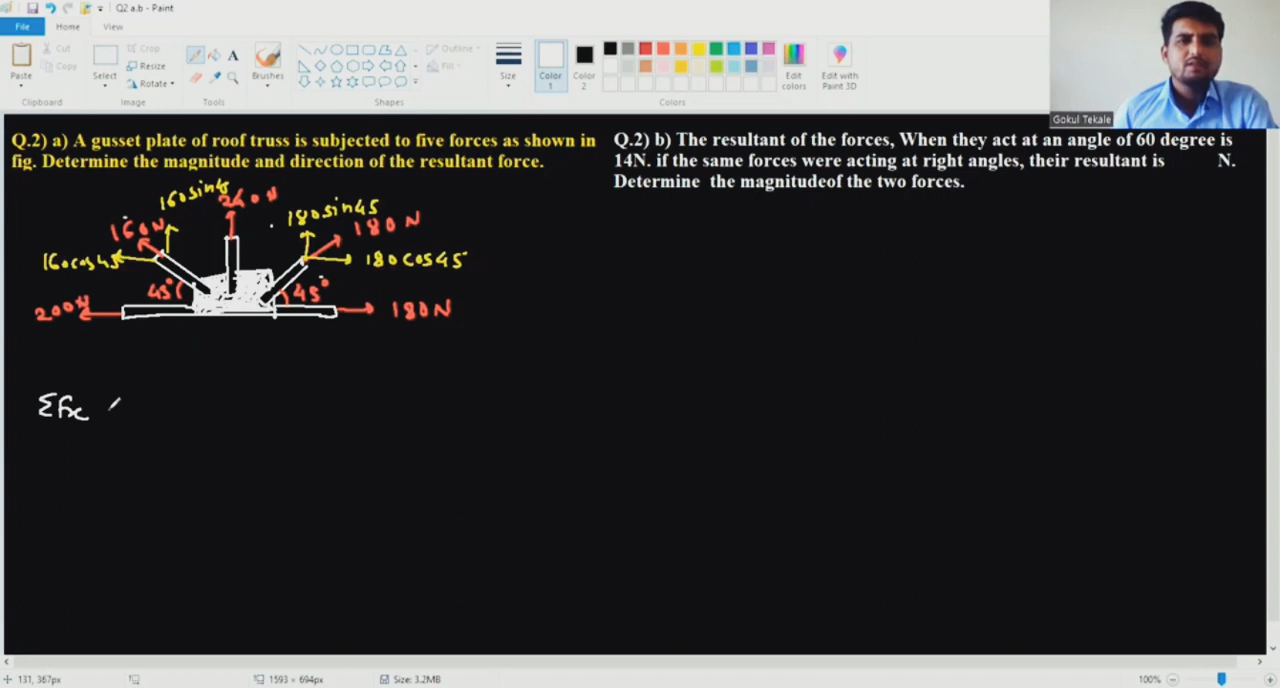 Q2 a.b - Paint
File
Home
View
Paste
Cut
Copy
Clipboard
Select
Crop
Resize
Rotate
Image
Tools
Brushes
Outline
Fill
Shapes
Size
Color
1
Color
2
Edit
colors
Edit with
Paint 3D
Colors
Gokul Tekale
Q.2) a) A gusset plate of roof truss is subjected to five forces as shown in
fig. Determine the magnitude and direction of the resultant force.
Q.2) b) The resultant of the forces, When they act at an angle of 60 degree is
14N. if the same forces were acting at right angles, their resultant is N.
Determine the magnitudeof the two forces.
160sin45
240N
180sin45
160N
180N
160cos45
180cos45
45°
45°
200N
180N
ΣFx
131, 367px
1593 × 694px
Size: 3.2MB
100%